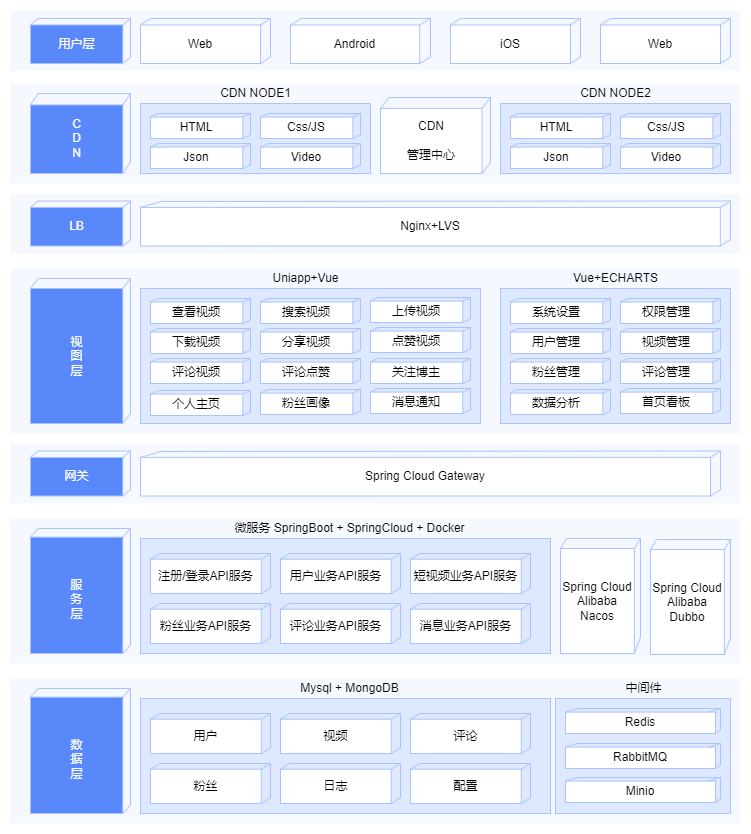 用户层
Web
Android
iOS
Web
C
D
N
CDN NODE1
HTML
Css/JS
Json
Video
CDN
管理中心
CDN NODE2
HTML
Css/JS
Json
Video
LB
Nginx+LVS
视
图
层
Uniapp+Vue
查看视频
搜索视频
上传视频
下载视频
分享视频
点赞视频
评论视频
评论点赞
关注博主
个人主页
粉丝画像
消息通知
Vue+ECHARTS
系统设置
权限管理
用户管理
视频管理
粉丝管理
评论管理
数据分析
首页看板
网关
Spring Cloud Gateway
服
务
层
微服务 SpringBoot + SpringCloud + Docker
注册/登录API服务
用户业务API服务
短视频业务API服务
粉丝业务API服务
评论业务API服务
消息业务API服务
Spring Cloud
Alibaba
Nacos
Spring Cloud
Alibaba
Dubbo
数
据
层
Mysql + MongoDB
用户
视频
评论
粉丝
日志
配置
中间件
Redis
RabbitMQ
Minio